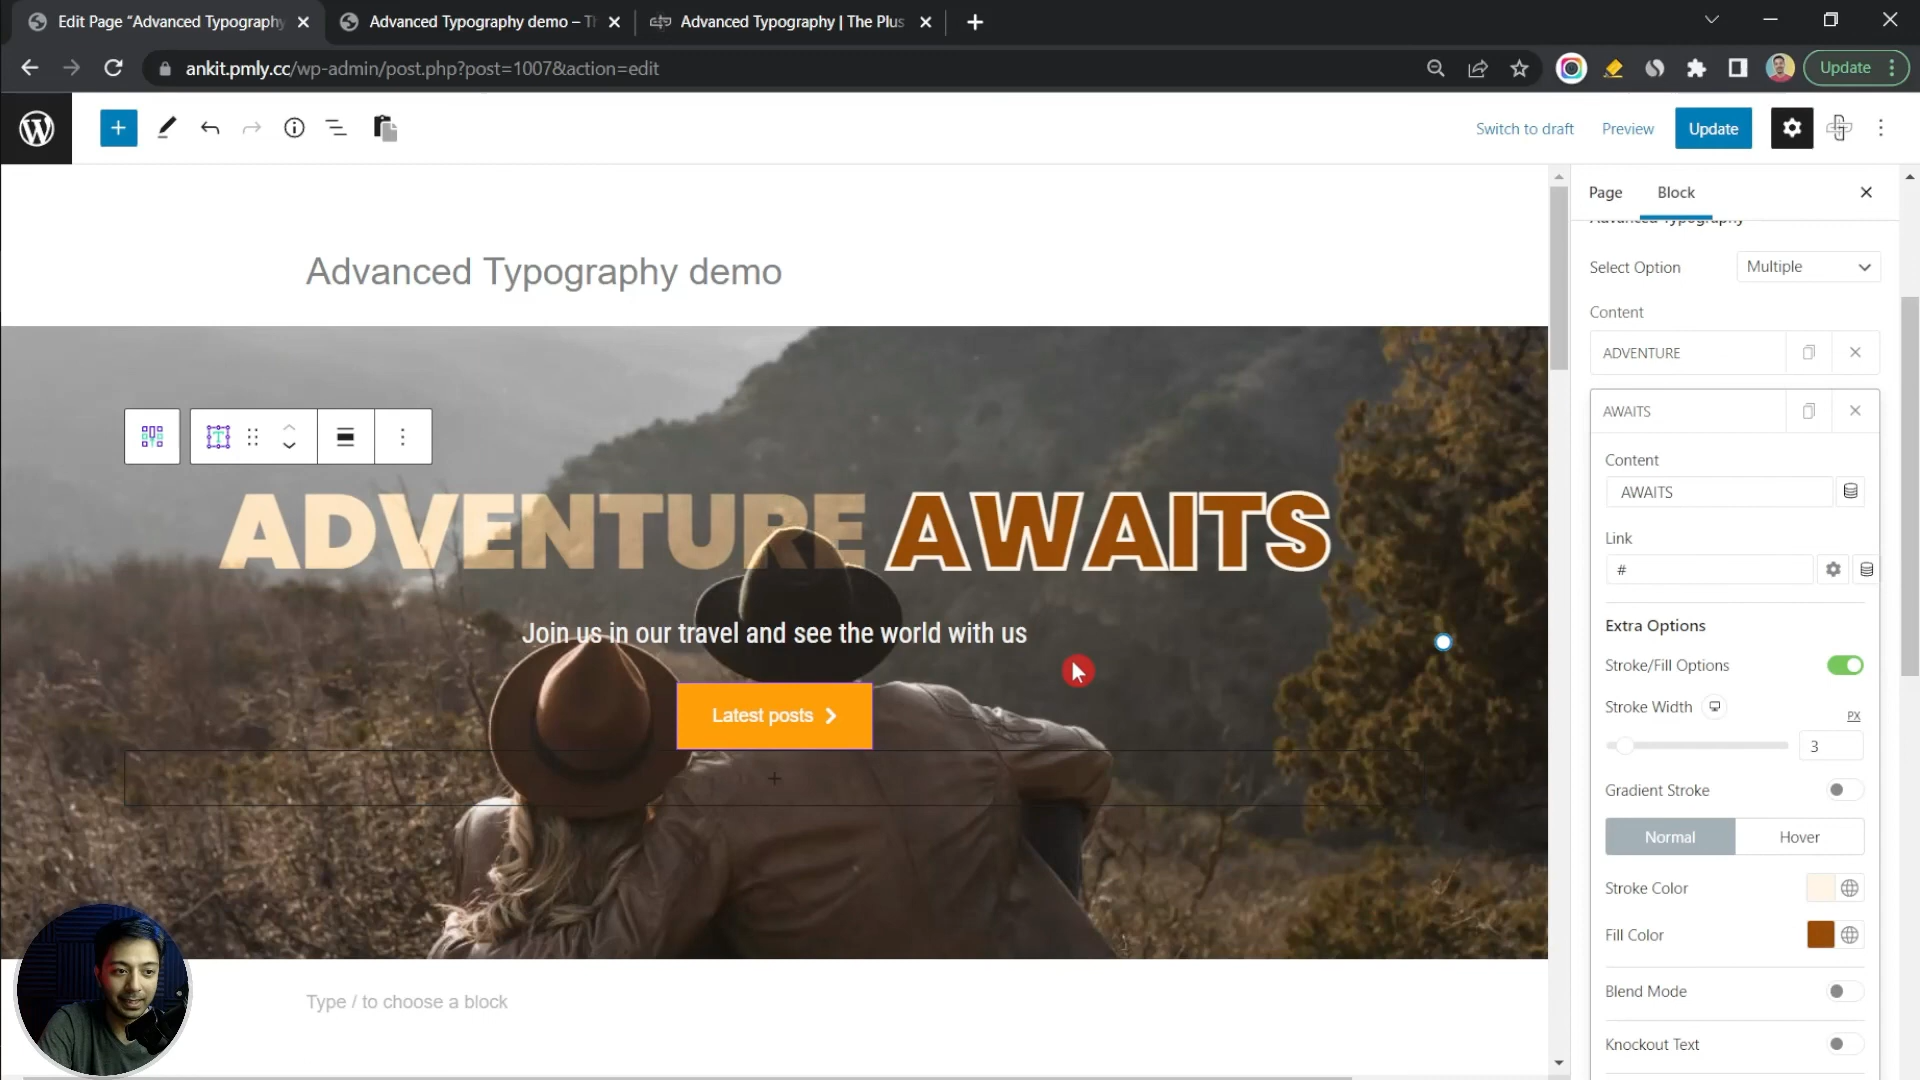 Edit Page “Advanced Typography
Advanced Typography demo – Th
Advanced Typography | The Plus
ankit.pmly.cc/wp-admin/post.php?post=1007&action=edit
Update
Switch to draft
Preview
Update
Page
Block
Advanced Typography
Select Option
Multiple
Content
ADVENTURE
AWAITS
Content
AWAITS
Link
#
Extra Options
Stroke/Fill Options
Stroke Width
PX
3
Gradient Stroke
Normal
Hover
Stroke Color
Fill Color
Blend Mode
Knockout Text
Advanced Typography demo
ADVENTURE AWAITS
Join us in our travel and see the world with us
Latest posts
Type / to choose a block